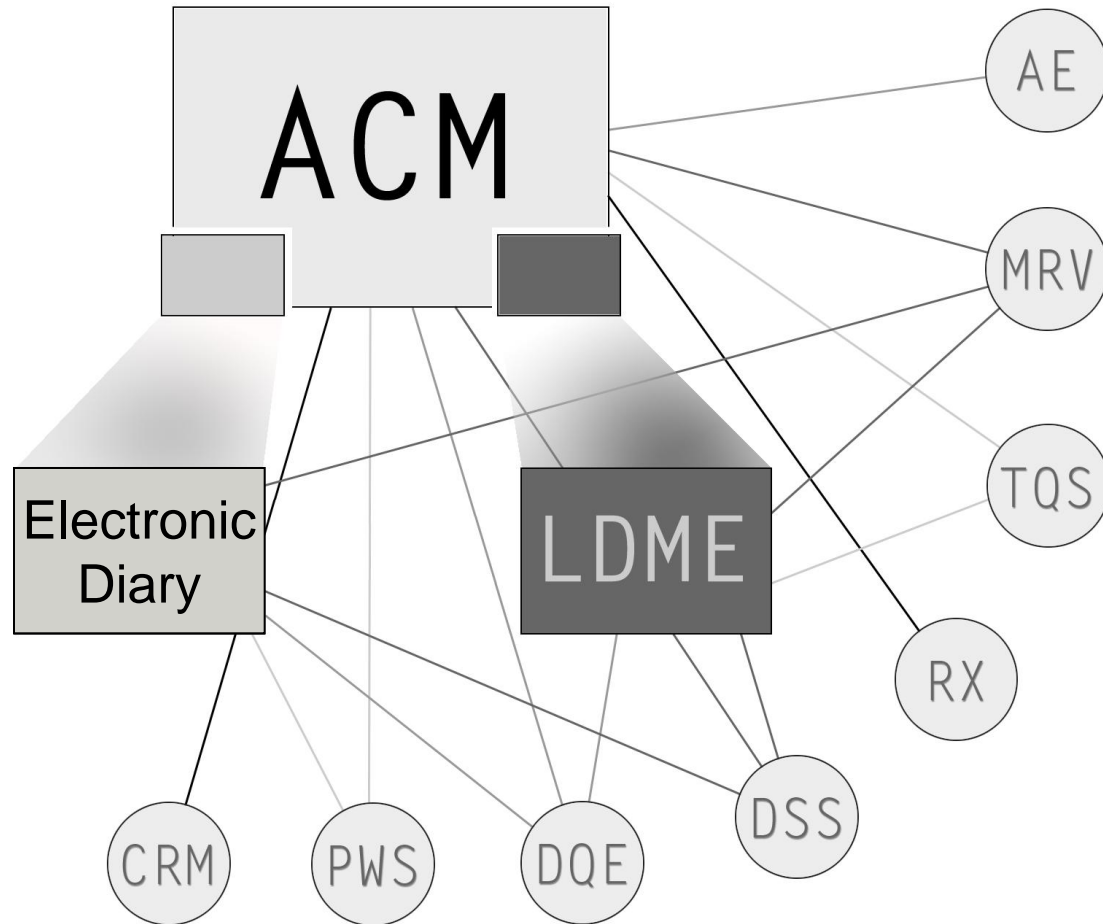 ACM
AE
MRV
TQS
Electronic
Diary
LDME
RX
DSS
CRM
PWS
DQE